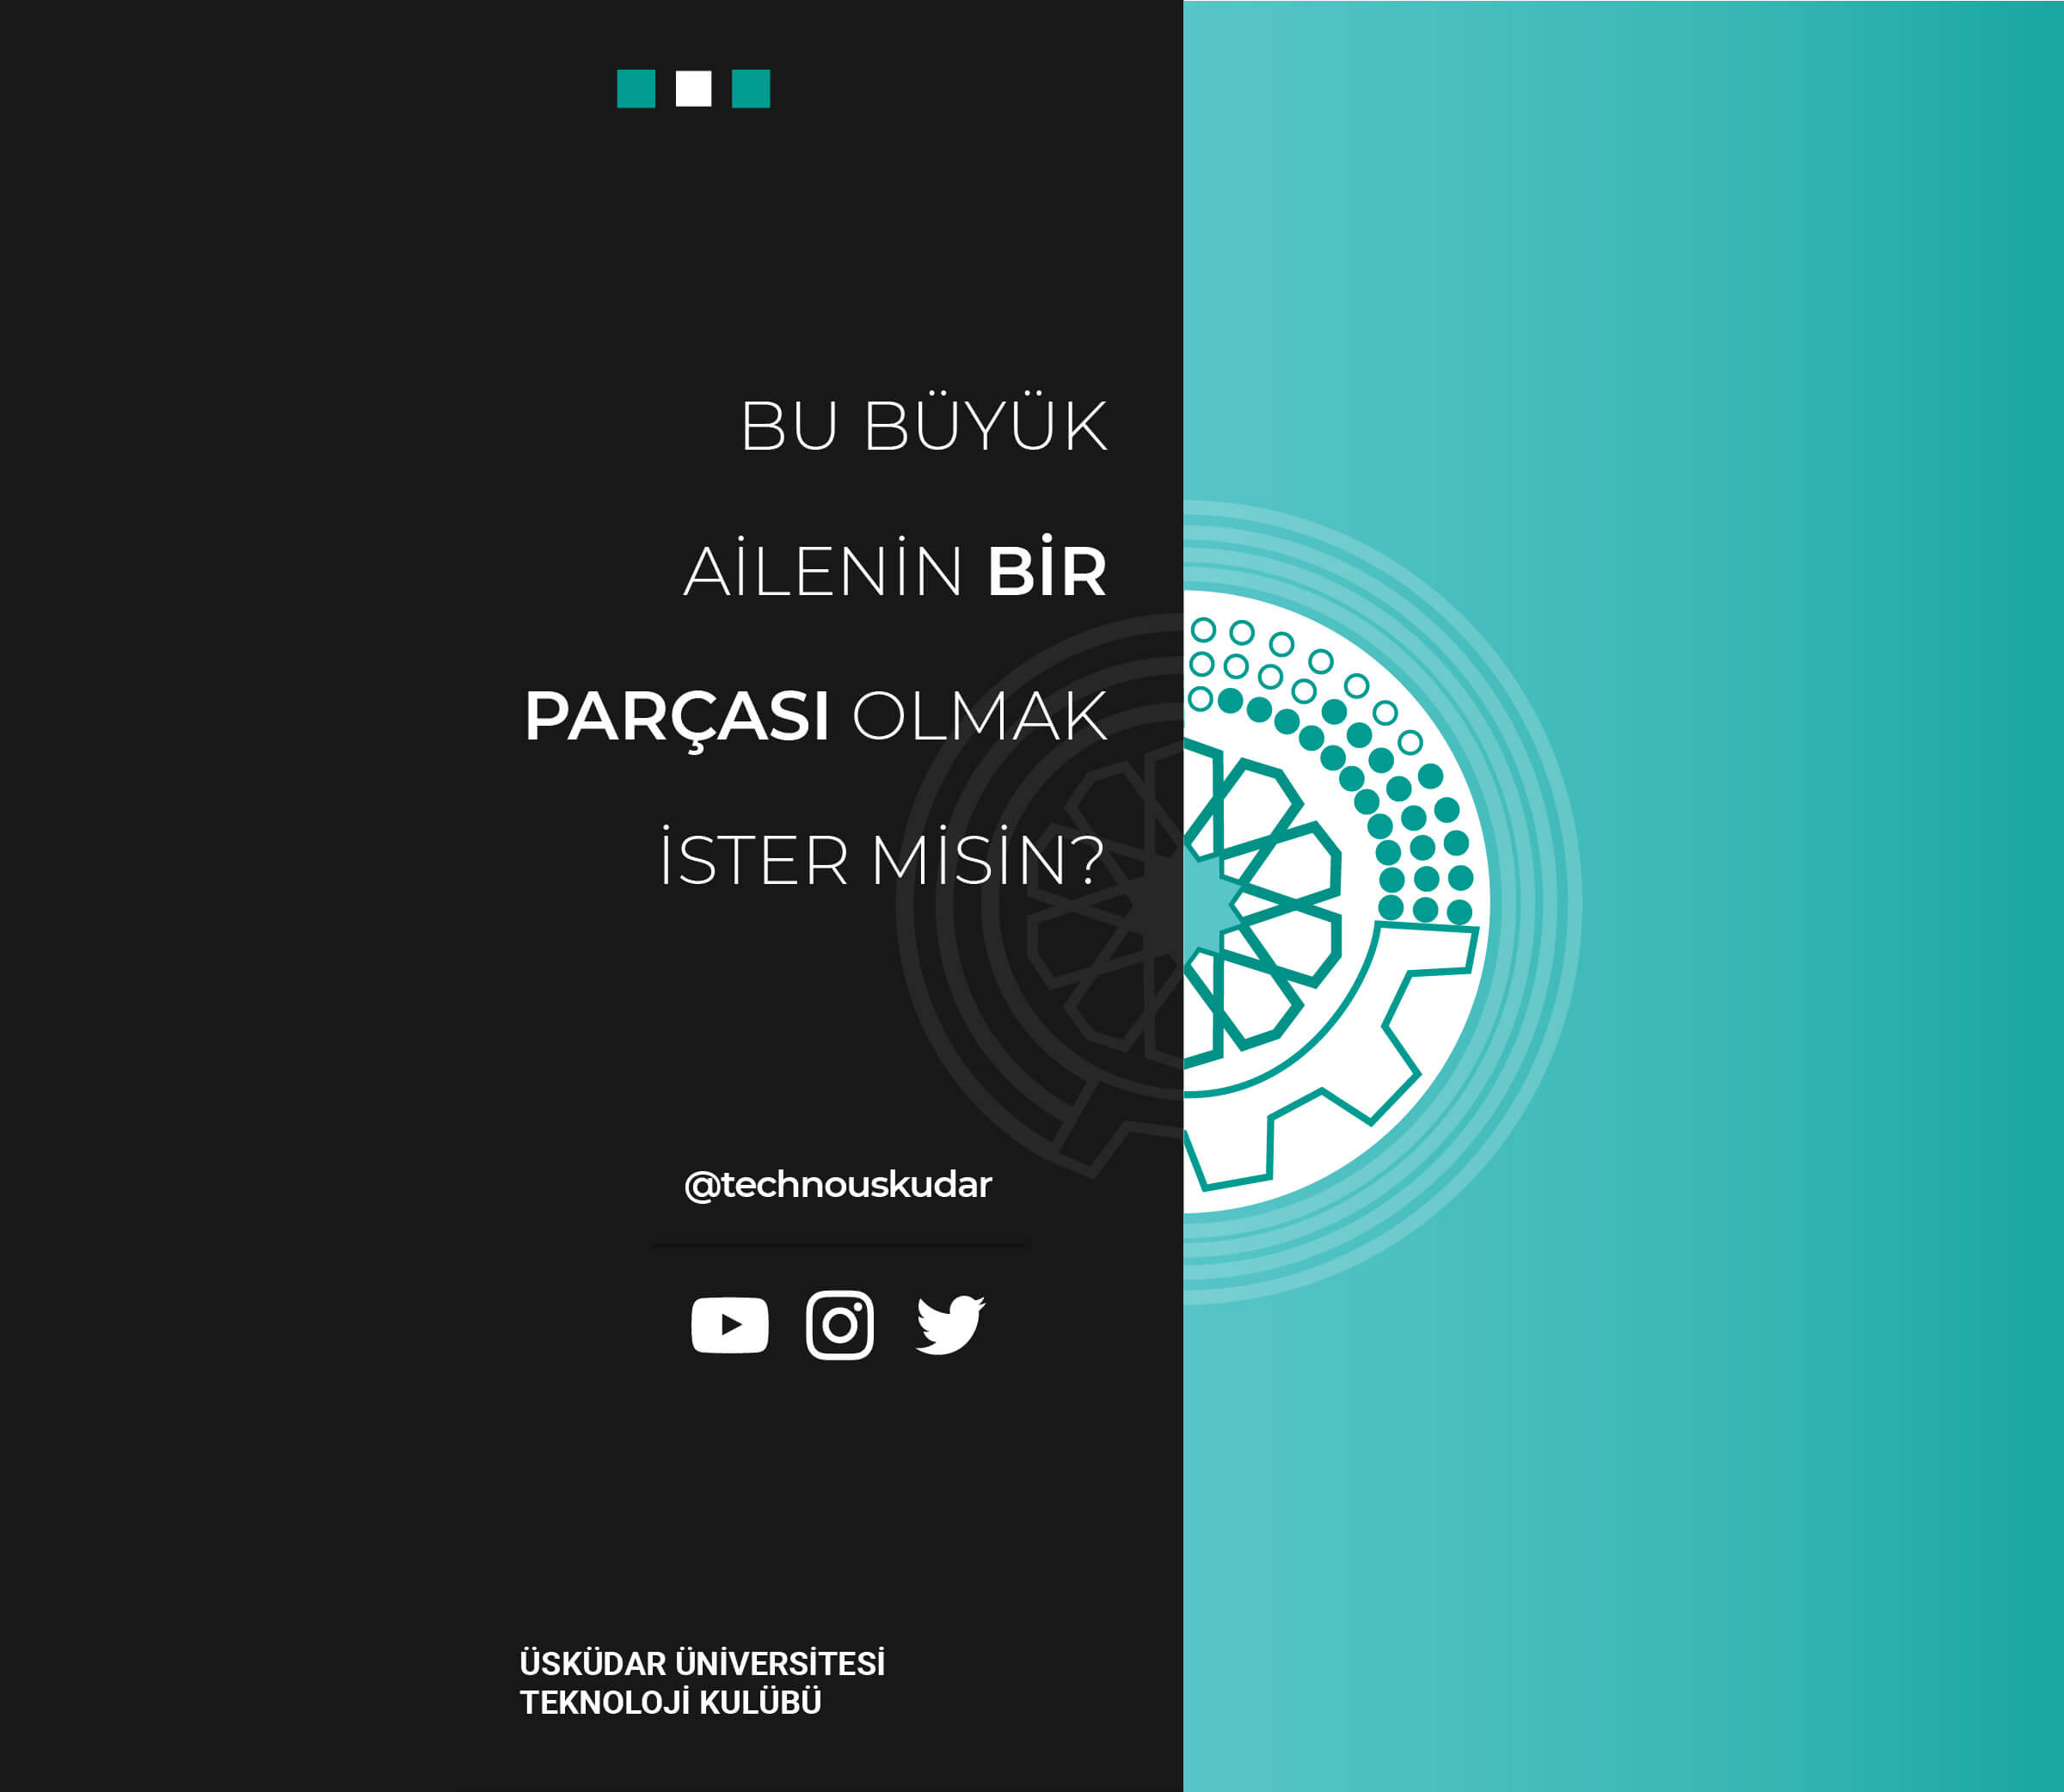 BU BÜYÜK
AİLENİN BİR
PARÇASI OLMAK
İSTER MİSİN?
@technouskudar
ÜSKÜDAR ÜNİVERSİTESİ
TEKNOLOJİ KULÜBÜ